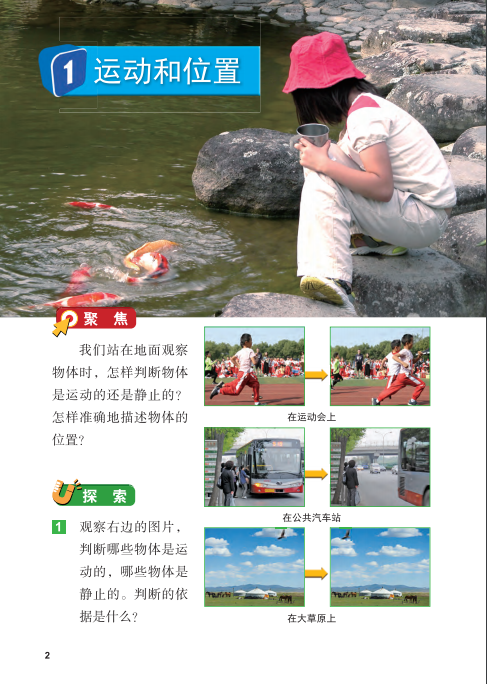 1 运动和位置
聚 焦
我们站在地面观察
物体时，怎样判断物体
是运动的还是静止的？
怎样准确地描述物体的
位置？
探 索
1 观察右边的图片，
判断哪些物体是运
动的，哪些物体是
静止的。判断的依
据是什么？
在运动会上
在公共汽车站
在大草原上
2